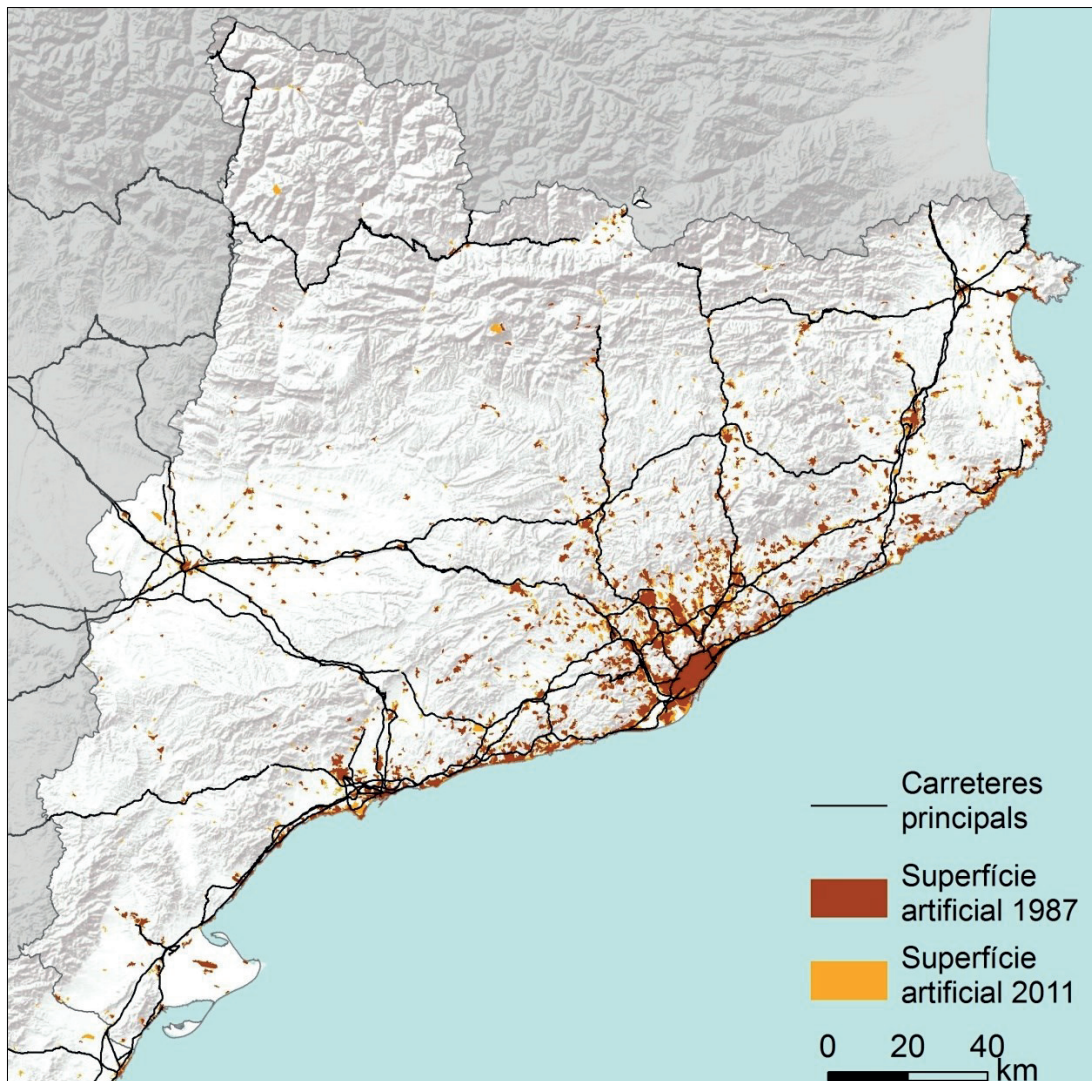 Carreteres
principals
Superfície
artificial 1987
Superfície
artificial 2011
0 20 40
km